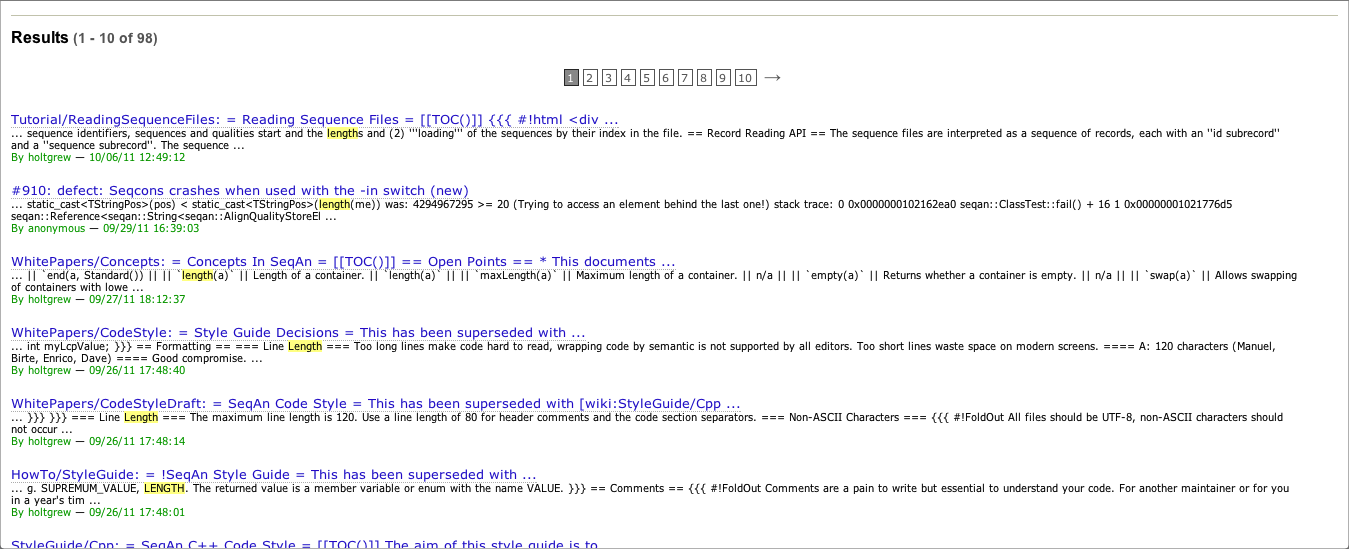 Results (1 - 10 of 98)
1 2 3 4 5 6 7 8 9 10 →
Tutorial/ReadingSequenceFiles: = Reading Sequence Files = [[TOC()]] {{{ #!html <div ...
... sequence identifiers, sequences and qualities start and the lengths and (2) '''loading''' of the sequences by their index in the file. == Record Reading API == The sequence files are interpreted as a sequence of records, each with an ''id subrecord''
and a ''sequence subrecord''. The sequence ...
By holtgrew — 10/06/11 12:49:12
#910: defect: Seqcons crashes when used with the -in switch (new)
... static_cast<TStringPos>(pos) < static_cast<TStringPos>(length(me)) was: 4294967295 >= 20 (Trying to access an element behind the last one!) stack trace: 0 0x0000000102162ea0 seqan::ClassTest::fail() + 16 1 0x00000001021776d5
seqan::Reference<seqan::String<seqan::AlignQualityStoreEl ...
By anonymous — 09/29/11 16:39:03
WhitePapers/Concepts: = Concepts In SeqAn = [[TOC()]] == Open Points == * This documents ...
... || `end(a, Standard()) || || `length(a)` || Length of a container. || `length(a)` || || `maxLength(a)` || Maximum length of a container. || n/a || || `empty(a)` || Returns whether a container is empty. || n/a || || `swap(a)` || Allows swapping
of containers with lowe ...
By holtgrew — 09/27/11 18:12:37
WhitePapers/CodeStyle: = Style Guide Decisions = This has been superseded with ...
... int myLcpValue; }}} == Formatting == === Line Length === Too long lines make code hard to read, wrapping code by semantic is not supported by all editors. Too short lines waste space on modern screens. ==== A: 120 characters (Manuel,
Birte, Enrico, Dave) ==== Good compromise. ...
By holtgrew — 09/26/11 17:48:40
WhitePapers/CodeStyleDraft: = SeqAn Code Style = This has been superseded with [wiki:StyleGuide/Cpp ...
... }}} }}} === Line Length === The maximum line length is 120. Use a line length of 80 for header comments and the code section separators. === Non-ASCII Characters === {{{ #!FoldOut All files should be UTF-8, non-ASCII characters should
not occur ...
By holtgrew — 09/26/11 17:48:14
HowTo/StyleGuide: = !SeqAn Style Guide = This has been superseded with ...
... g. SUPREMUM_VALUE, LENGTH. The returned value is a member variable or enum with the name VALUE. }}} == Comments == {{{ #!FoldOut Comments are a pain to write but essential to understand your code. For another maintainer or for you
in a year's tim ...
By holtgrew — 09/26/11 17:48:01
StyleGuide/Cpp: = SeqAn C++ Code Style = [[TOC()]] The aim of this style guide is to